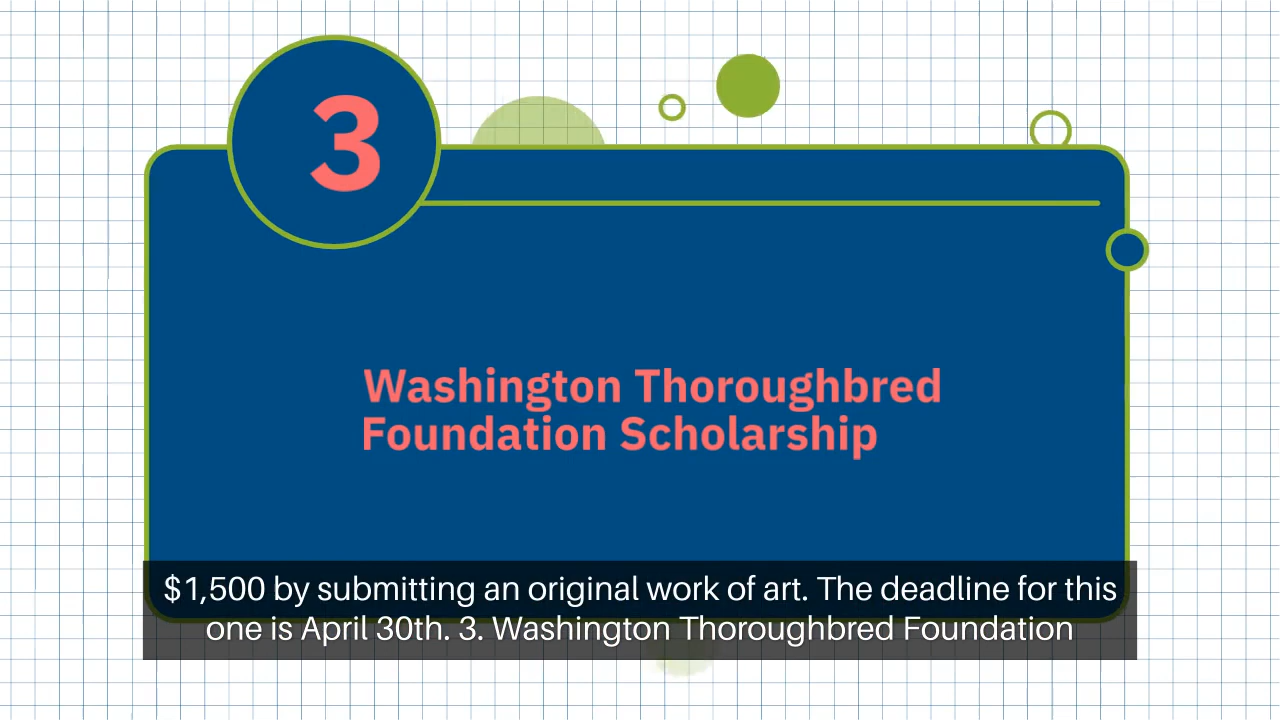 3
Washington Thoroughbred
Foundation Scholarship
$1,500 by submitting an original work of art. The deadline for this
one is April 30th. 3. Washington Thoroughbred Foundation